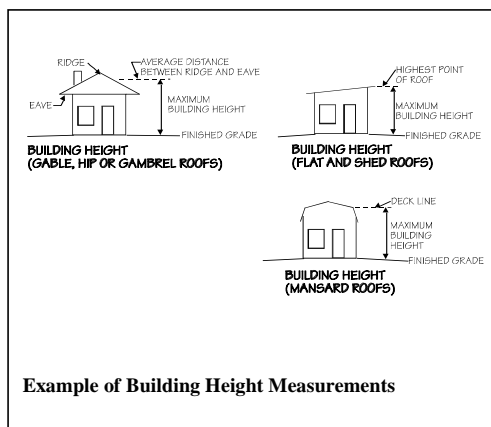 RIDGE
AVERAGE DISTANCE
BETWEEN RIDGE AND EAVE
EAVE
MAXIMUM
BUILDING HEIGHT
FINISHED GRADE
BUILDING HEIGHT
(GABLE, HIP OR GAMBREL ROOFS)
HIGHEST POINT
OF ROOF
MAXIMUM
BUILDING HEIGHT
FINISHED GRADE
BUILDING HEIGHT
(FLAT AND SHED ROOFS)
DECK LINE
MAXIMUM
BUILDING
HEIGHT
FINISHED GRADE
BUILDING HEIGHT
(MANSARD ROOFS)
Example of Building Height Measurements